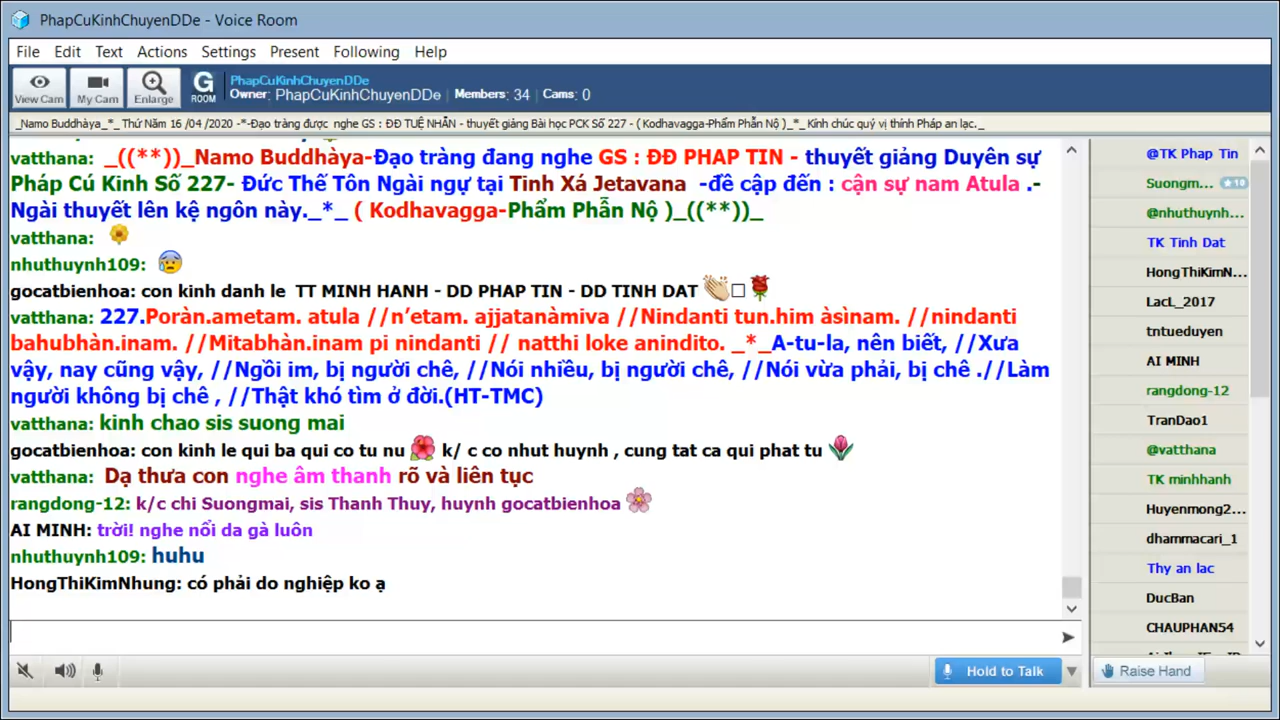 PhapCuKinhChuyenDDe - Voice Room
File Edit Text Actions Settings Present Following Help
View Cam My Cam Enlarge G ROOM
PhapCuKinhChuyenDDe
Owner: PhapCuKinhChuyenDDe Members: 34 Cams: 0
_Namo Buddhàya_*_ Thứ Năm 16 /04 /2020 -*-Đạo tràng được nghe GS : ĐĐ TUỆ NHẪN - thuyết giảng Bài học PCK Số 227 - ( Kodhavagga-Phẩm Phẫn Nộ )_*_ Kính chúc quý vị thính Pháp an lạc._
vatthana: _((**))_Namo Buddhàya-Đạo tràng đang nghe GS : ĐĐ PHAP TIN - thuyết giảng Duyên sự
Pháp Cú Kinh Số 227- Đức Thế Tôn Ngài ngự tại Tinh Xá Jetavana -đề cập đến : cận sự nam Atula .-
Ngài thuyết lên kệ ngôn này._*_ ( Kodhavagga-Phẩm Phẫn Nộ )_((**))_
vatthana:
nhuthuynh109:
gocatbienhoa: con kinh danh le TT MINH HANH - DD PHAP TIN - DD TINH DAT
vatthana: 227.Poràn.ametam. atula //n’etam. ajjatanàmiva //Nindanti tun.him àsìnam. //nindanti
bahubhàn.inam. //Mitabhàn.inam pi nindanti // natthi loke anindito. _*_A-tu-la, nên biết, //Xưa
vậy, nay cũng vậy, //Ngồi im, bị người chê, //Nói nhiều, bị người chê, //Nói vừa phải, bị chê .//Làm
người không bị chê , //Thật khó tìm ở đời.(HT-TMC)
vatthana: kinh chao sis suong mai
gocatbienhoa: con kinh le qui ba qui co tu nu k/ c co nhut huynh , cung tat ca qui phat tu
vatthana: Dạ thưa con nghe âm thanh rõ và liên tục
rangdong-12: k/c chi Suongmai, sis Thanh Thuy, huynh gocatbienhoa
AI MINH: trời! nghe nổi da gà luôn
nhuthuynh109: huhu
HongThiKimNhung: có phải do nghiệp ko ạ
Hold to Talk
@TK Phap Tin
Suongm... 10
@nhuthuynh...
TK Tinh Dat
HongThiKimN...
LacL_2017
tntueduyen
AI MINH
rangdong-12
TranDao1
@vatthana
TK minhhanh
Huyenmong2...
dhammacari_1
Thy an lac
DucBan
CHAUPHAN54
Raise Hand